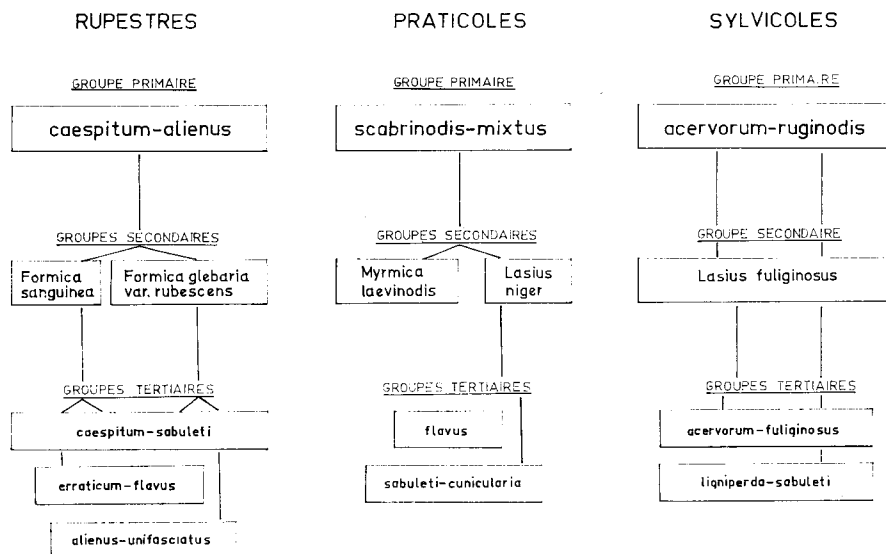 RUPESTRES
GROUPE PRIMAIRE
caespitum-alienus
GROUPES SECONDAIRES
Formica
sanguinea
Formica glebaria
var. rubescens
GROUPES TERTIAIRES
caespitum-sabuleti
erraticum-flavus
alienus-unifasciatus
PRATICOLES
GROUPE PRIMAIRE
scabrinodis-mixtus
GROUPES SECONDAIRES
Myrmica
laevinodis
Lasius
niger
GROUPES TERTIAIRES
flavus
sabuleti-cunicularia
SYLVICOLES
GROUPE PRIMAIRE
acervorum-ruginodis
GROUPE SECONDAIRE
Lasius fuliginosus
GROUPES TERTIAIRES
acervorum-fuliginosus
ligniperda-sabuleti